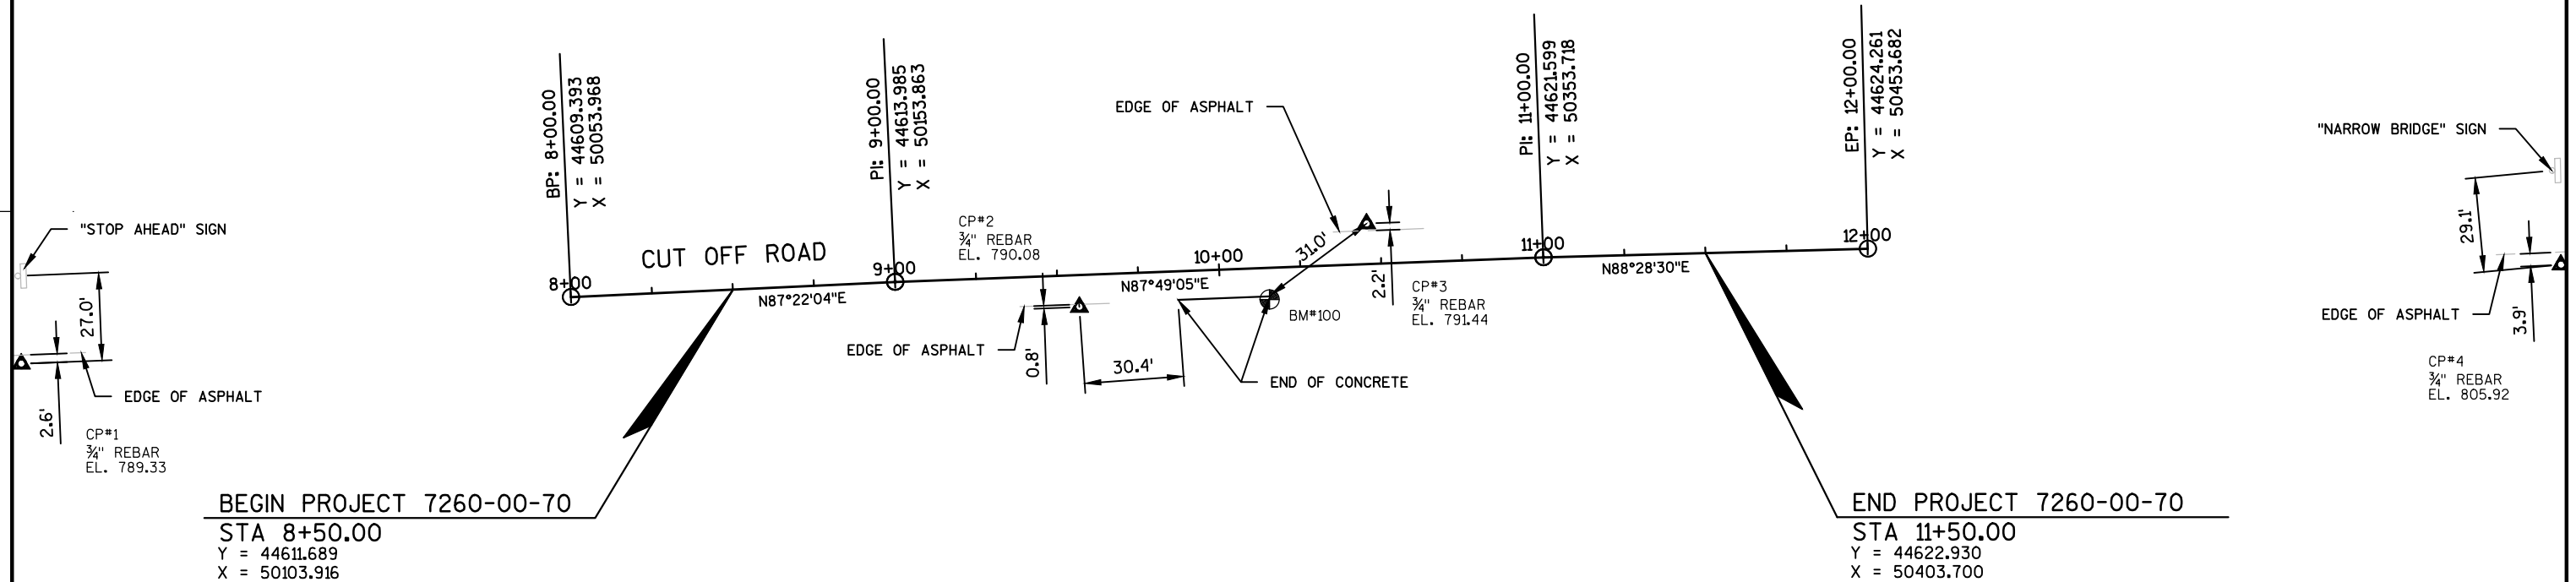 "STOP AHEAD" SIGN
27.0'
2.6'
EDGE OF ASPHALT
CP#1
¾" REBAR
EL. 789.33
BEGIN PROJECT 7260-00-70
STA 8+50.00
Y = 44611.689
X = 50103.916
BP: 8+00.00
Y = 44609.393
X = 50053.968
8+00
CUT OFF ROAD
N87°22'04"E
PI: 9+00.00
Y = 44613.985
X = 50153.863
9+00
CP#2
¾" REBAR
EL. 790.08
EDGE OF ASPHALT
0.8'
30.4'
N87°49'05"E
10+00
EDGE OF ASPHALT
31.0'
BM#100
END OF CONCRETE
2.2'
CP#3
¾" REBAR
EL. 791.44
PI: 11+00.00
Y = 44621.599
X = 50353.718
11+00
N88°28'30"E
EP: 12+00.00
Y = 44624.261
X = 50453.682
12+00
END PROJECT 7260-00-70
STA 11+50.00
Y = 44622.930
X = 50403.700
"NARROW BRIDGE" SIGN
29.1'
EDGE OF ASPHALT
3.9'
CP#4
¾" REBAR
EL. 805.92